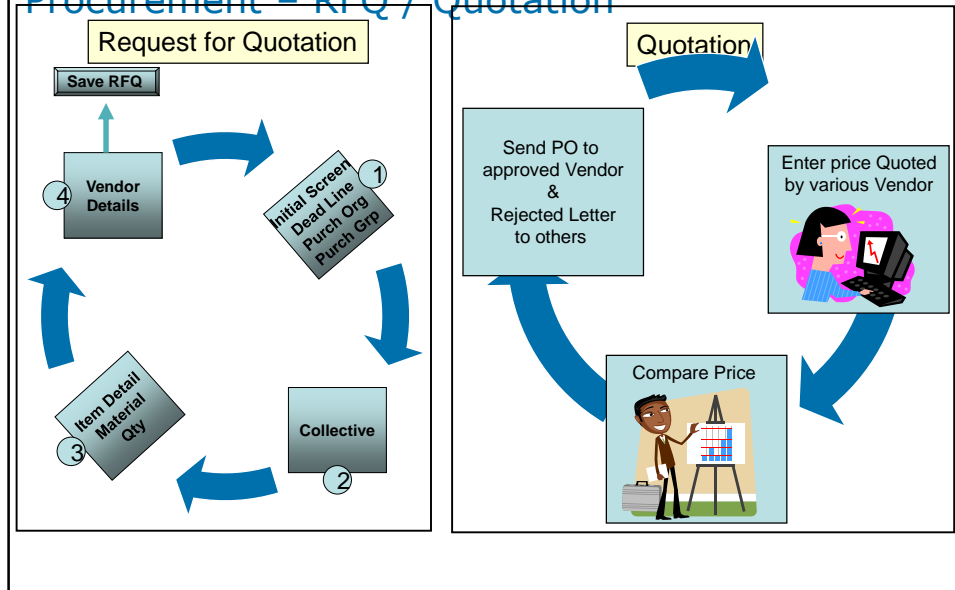 Procurement – RFQ / Quotation
Request for Quotation
Save RFQ
4
Vendor
Details
1
Initial Screen
Dead Line
Purch Org
Purch Grp
3
Item Detail
Material
Qty
Collective
2
Quotation
Send PO to
approved Vendor
&
Rejected Letter
to others
Enter price Quoted
by various Vendor
Compare Price